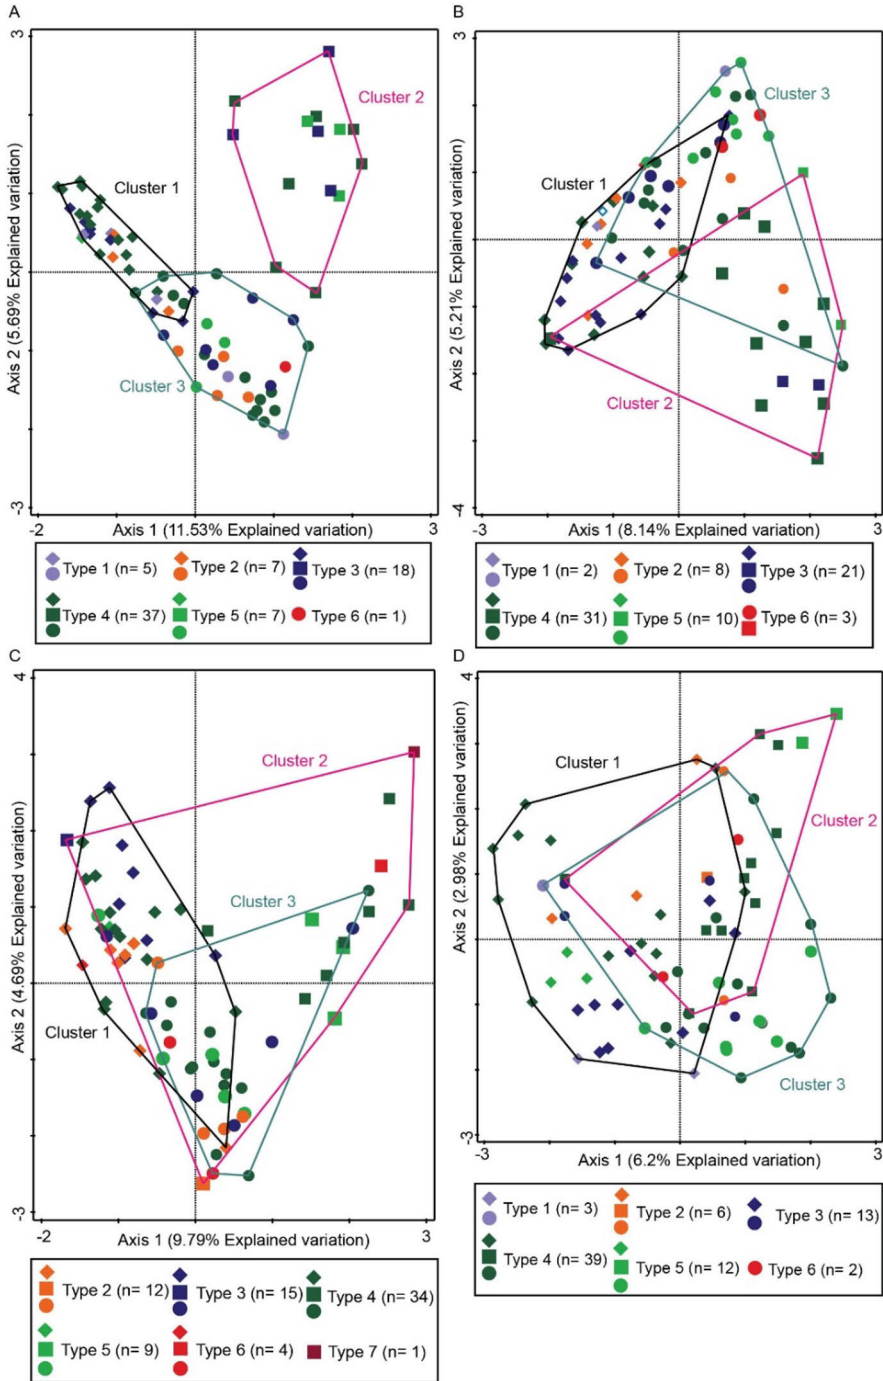 A
3
Cluster 2
Cluster 1
Cluster 3
Axis 2 (5.69% Explained variation)
-3
-2
Axis 1 (11.53% Explained variation)
3
Type 1 (n= 5)
Type 2 (n= 7)
Type 3 (n= 18)
Type 4 (n= 37)
Type 5 (n= 7)
Type 6 (n= 1)
B
3
Cluster 3
Cluster 1
Cluster 2
Axis 2 (5.21% Explained variation)
-4
-3
Axis 1 (8.14% Explained variation)
3
Type 1 (n= 2)
Type 2 (n= 8)
Type 3 (n= 21)
Type 4 (n= 31)
Type 5 (n= 10)
Type 6 (n= 3)
C
4
Cluster 2
Cluster 3
Cluster 1
Axis 2 (4.69% Explained variation)
-3
-2
Axis 1 (9.79% Explained variation)
3
Type 2 (n= 12)
Type 3 (n= 15)
Type 4 (n= 34)
Type 5 (n= 9)
Type 6 (n= 4)
Type 7 (n= 1)
D
4
Cluster 1
Cluster 2
Cluster 3
Axis 2 (2.98% Explained variation)
-3
-3
Axis 1 (6.2% Explained variation)
3
Type 1 (n= 3)
Type 2 (n= 6)
Type 3 (n= 13)
Type 4 (n= 39)
Type 5 (n= 12)
Type 6 (n= 2)